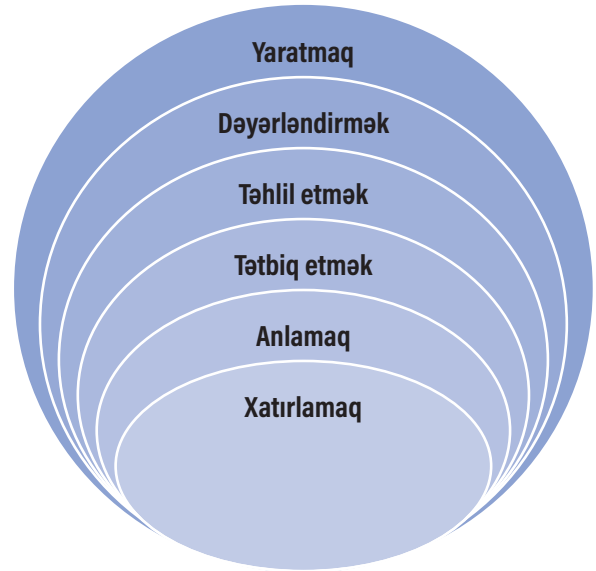 Yaratmaq
Dəyərləndirmək
Təhlil etmək
Tətbiq etmək
Anlamaq
Xatırlamaq